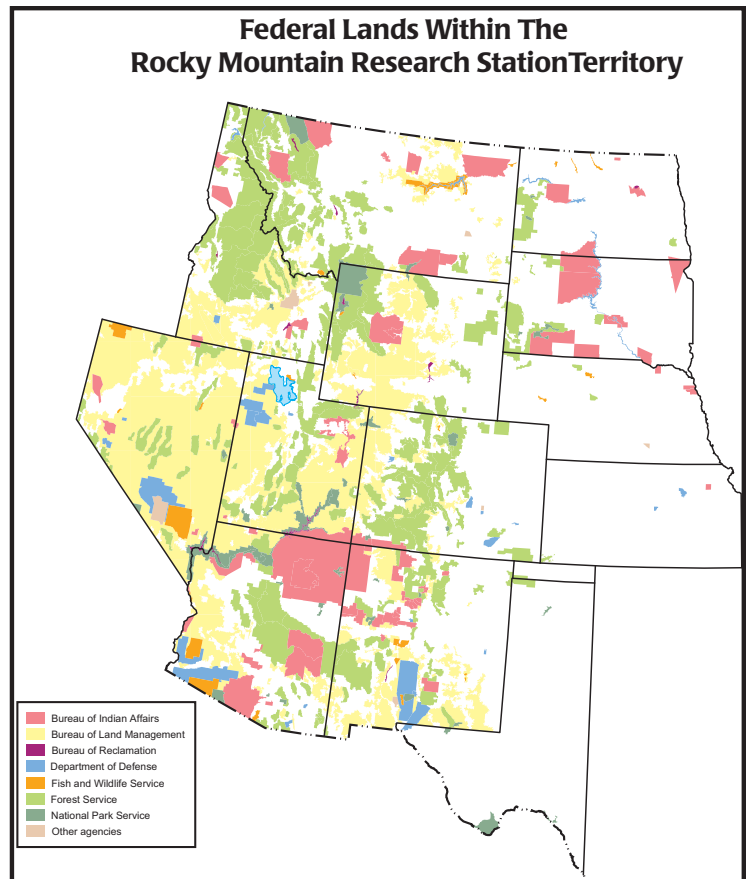 Federal Lands Within The
Rocky Mountain Research StationTerritory
Bureau of Indian Affairs
Bureau of Land Management
Bureau of Reclamation
Department of Defense
Fish and Wildlife Service
Forest Service
National Park Service
Other agencies